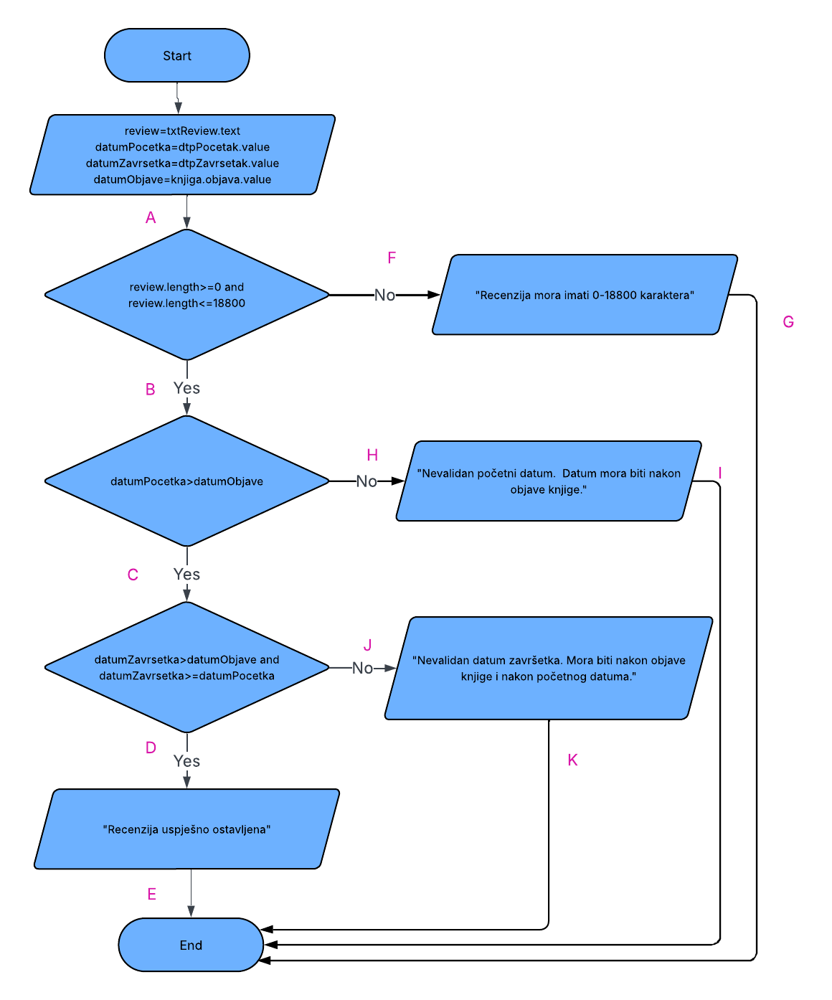 Start
review=txtReview.text
datumPocetka=dtpPocetak.value
datumZavrsetka=dtpZavrsetak.value
datumObjave=knjiga.objava.value
A
review.length>=0 and
review.length<=18800
F
No
"Recenzija mora imati 0-18800 karaktera"
G
B
Yes
datumPocetka>datumObjave
H
No
"Nevalidan početni datum.  Datum mora biti nakon
objave knjige."
I
C
Yes
datumZavrsetka>datumObjave and
datumZavrsetka>=datumPocetka
J
No
"Nevalidan datum završetka. Mora biti nakon objave
knjige i nakon početnog datuma."
K
D
Yes
"Recenzija uspješno ostavljena"
E
End